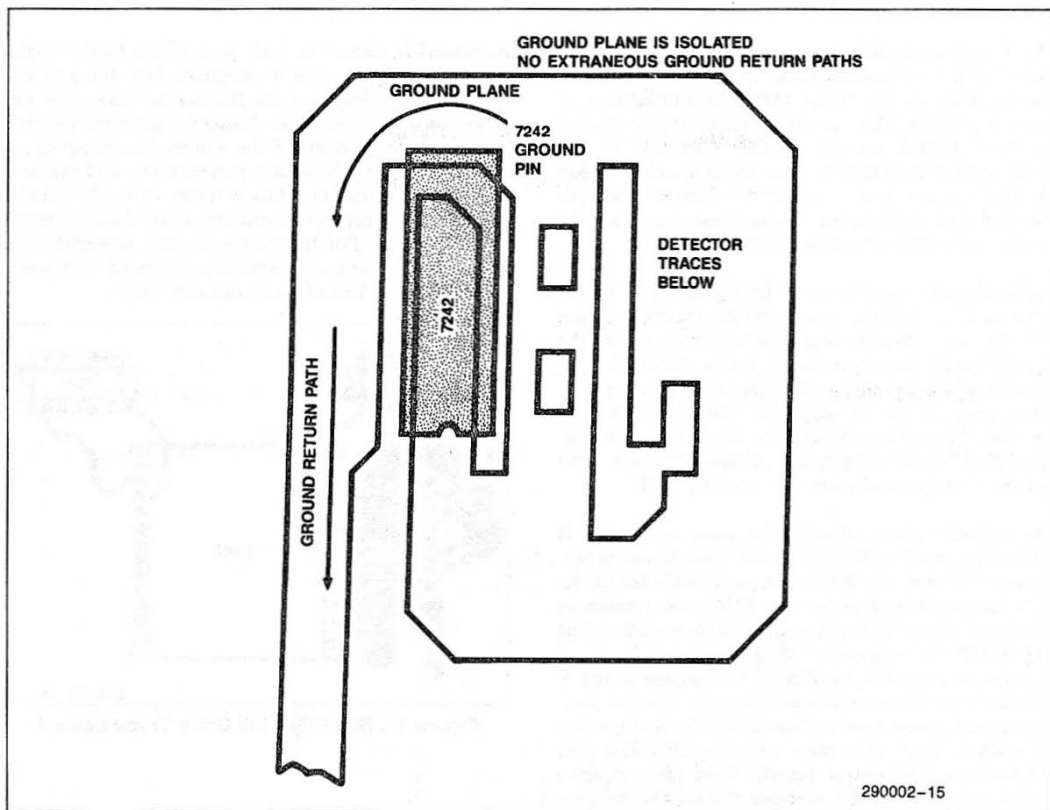 GROUND PLANE IS ISOLATED
NO EXTRANEOUS GROUND RETURN PATHS
GROUND PLANE
7242
GROUND
PIN
DETECTOR
TRACES
BELOW
7242
GROUND RETURN PATH
290002-15